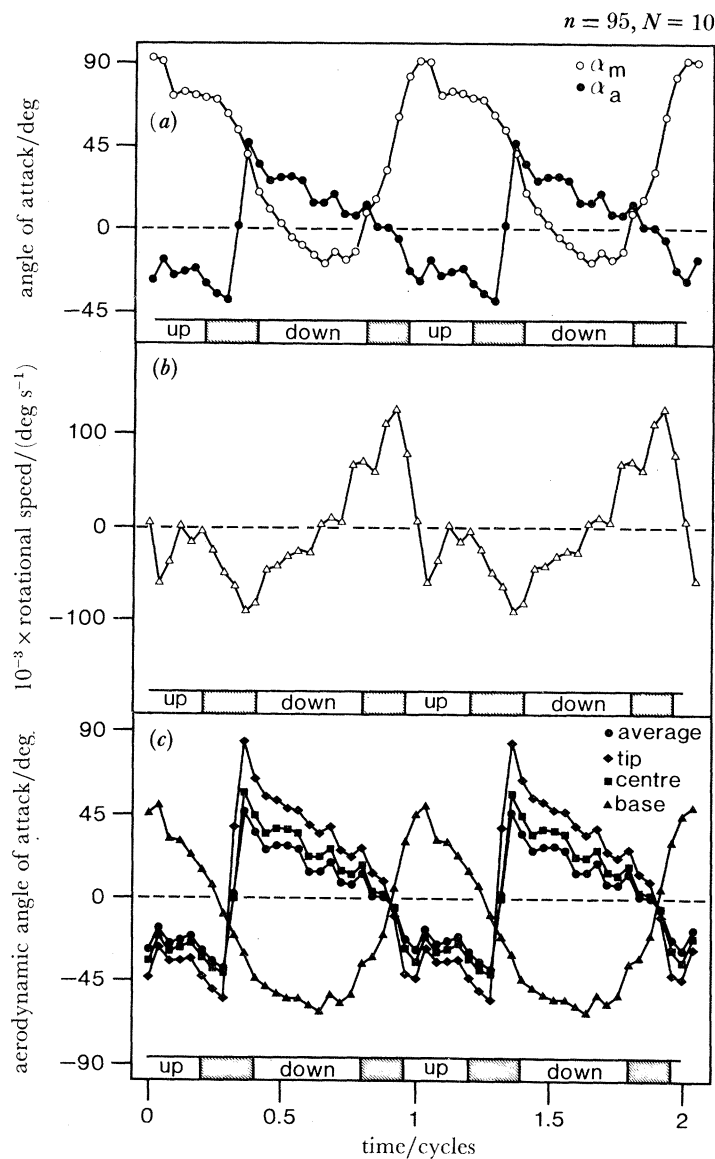 n = 95, N = 10
angle of attack/deg
90
45
0
−45
(a)
○ αm
● αa
up down down up down
10⁻³ × rotational speed/(deg s⁻¹)
100
0
−100
(b)
up down up down
aerodynamic angle of attack/deg.
90
45
0
−45
−90
(c)
● average
◆ tip
■ centre
▲ base
up down up down
0 0.5 1 1.5 2
time/cycles